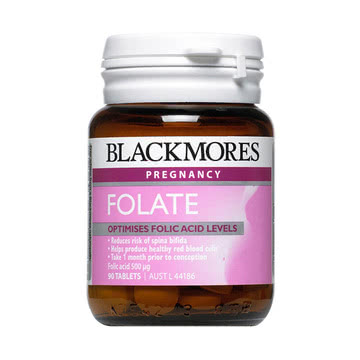 BLACKMORES
PREGNANCY
FOLATE
OPTIMISES FOLIC ACID LEVELS
• Reduces risk of spina bifida
• Helps produce healthy red blood cells
• Take 1 month prior to conception
Folic acid 500 µg
90 TABLETS | AUST L 44186